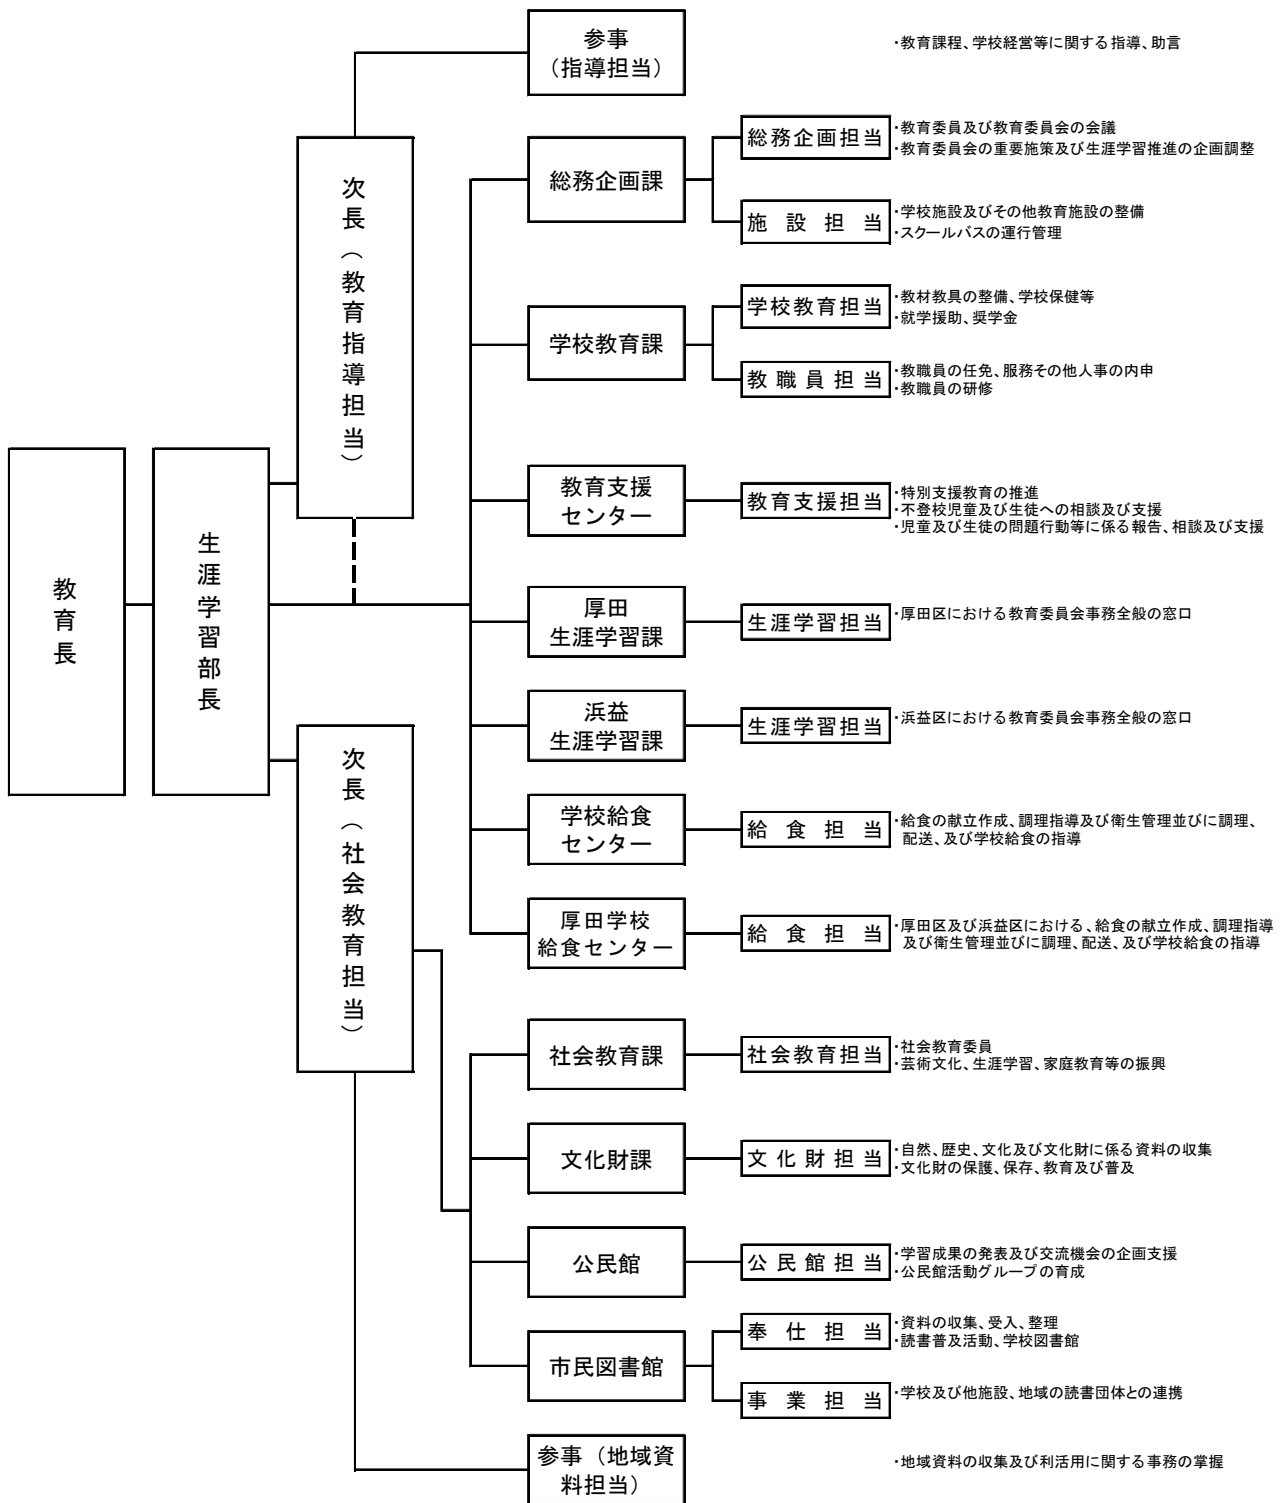 教育長
生涯学習部長
次長（教育指導担当）
次長（社会教育担当）
参事
（指導担当）
・教育課程、学校経営等に関する指導、助言
総務企画課
総務企画担当
・教育委員及び教育委員会の会議
・教育委員会の重要施策及び生涯学習推進の企画調整
施設担当
・学校施設及びその他教育施設の整備
・スクールバスの運行管理
学校教育課
学校教育担当
・教材教具の整備、学校保健等
・就学援助、奨学金
教職員担当
・教職員の任免、服務その他人事の内申
・教職員の研修
教育支援
センター
教育支援担当
・特別支援教育の推進
・不登校児童及び生徒への相談及び支援
・児童及び生徒の問題行動等に係る報告、相談及び支援
厚田
生涯学習課
生涯学習担当
・厚田区における教育委員会事務全般の窓口
浜益
生涯学習課
生涯学習担当
・浜益区における教育委員会事務全般の窓口
学校給食
センター
給食担当
・給食の献立作成、調理指導及び衛生管理並びに調理、
配送、及び学校給食の指導
厚田学校
給食センター
給食担当
・厚田区及び浜益区における、給食の献立作成、調理指導
及び衛生管理並びに調理、配送、及び学校給食の指導
社会教育課
社会教育担当
・社会教育委員
・芸術文化、生涯学習、家庭教育等の振興
文化財課
文化財担当
・自然、歴史、文化及び文化財に係る資料の収集
・文化財の保護、保存、教育及び普及
公民館
公民館担当
・学習成果の発表及び交流機会の企画支援
・公民館活動グループの育成
市民図書館
奉仕担当
・資料の収集、受入、整理
・読書普及活動、学校図書館
事業担当
・学校及び他施設、地域の読書団体との連携
参事（地域資
料担当）
・地域資料の収集及び利活用に関する事務の掌握